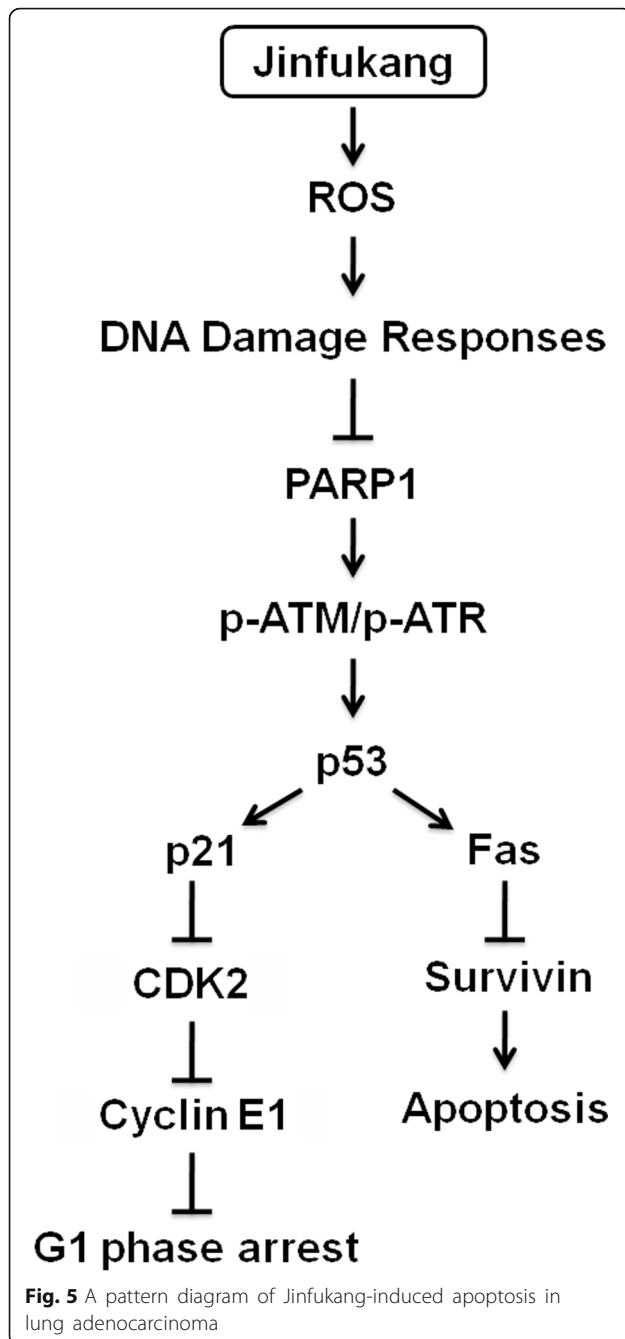 Jinfukang
ROS
DNA Damage Responses
PARP1
p-ATM/p-ATR
p53
p21
Fas
CDK2
Survivin
Cyclin E1
Apoptosis
G1 phase arrest
Fig. 5 A pattern diagram of Jinfukang-induced apoptosis in
lung adenocarcinoma